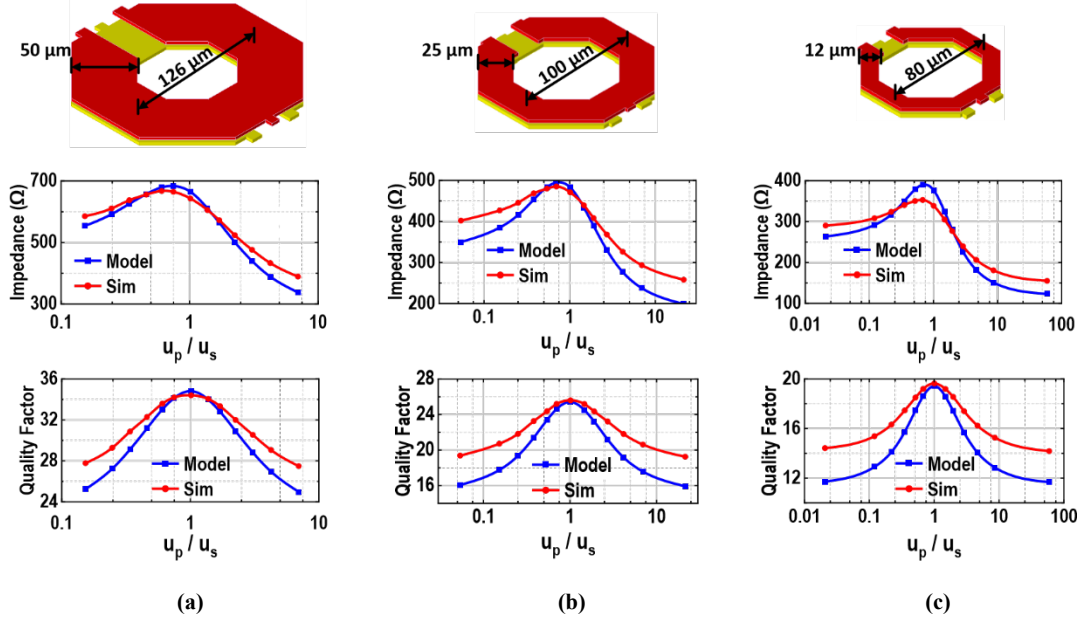 50 µm
126 µm
25 µm
100 µm
12 µm
80 µm
Impedance (Ω)
700
500
300
Model
Sim
0.1
1
10
u_p / u_s
Impedance (Ω)
500
400
300
200
Model
Sim
0.1
1
10
u_p / u_s
Impedance (Ω)
400
300
200
100
Model
Sim
0.01
0.1
1
10
100
u_p / u_s
Quality Factor
36
32
28
24
Model
Sim
0.1
1
10
u_p / u_s
Quality Factor
28
24
20
16
Model
Sim
0.1
1
10
u_p / u_s
Quality Factor
20
16
12
Model
Sim
0.01
0.1
1
10
100
u_p / u_s
(a)
(b)
(c)